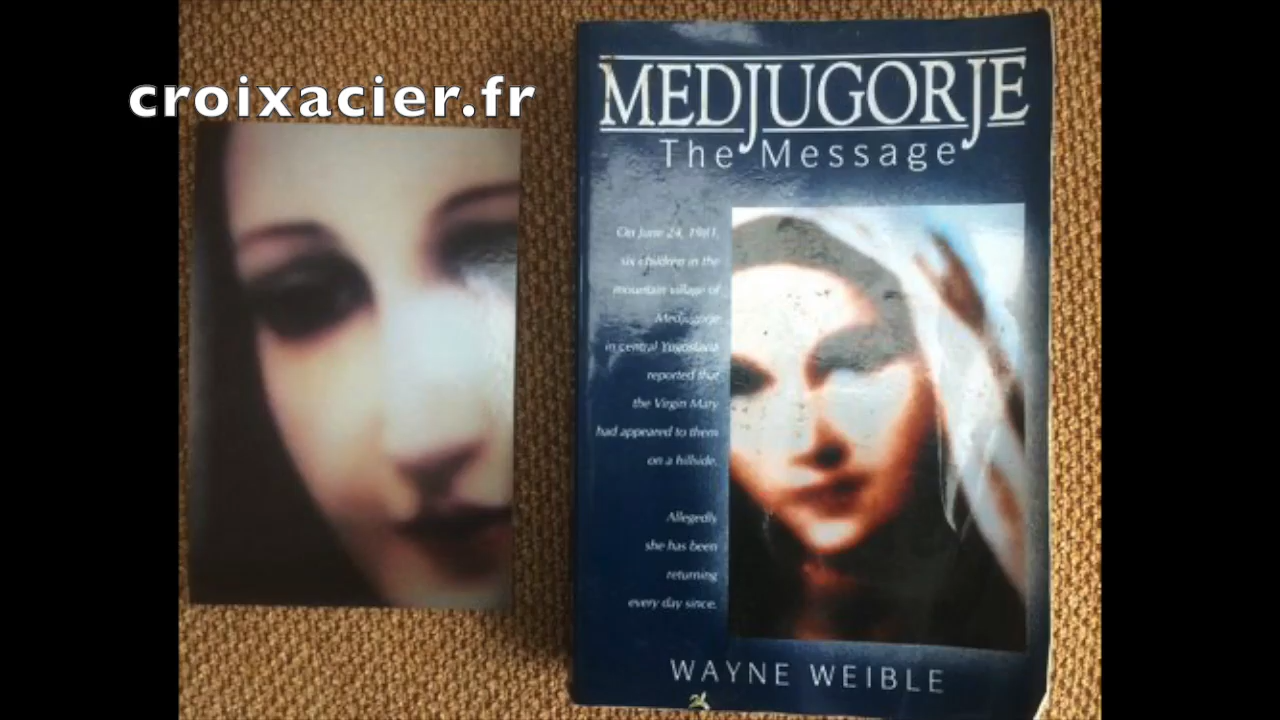 croixacier.fr
MEDJUGORJE
The Message
On June 24, 1981,
six children in the
mountain village of
Medjugorje
in central Yugoslavia
reported that
the Virgin Mary
had appeared to them
on a hillside.
Allegedly
she has been
returning
every day since.
WAYNE WEIBLE